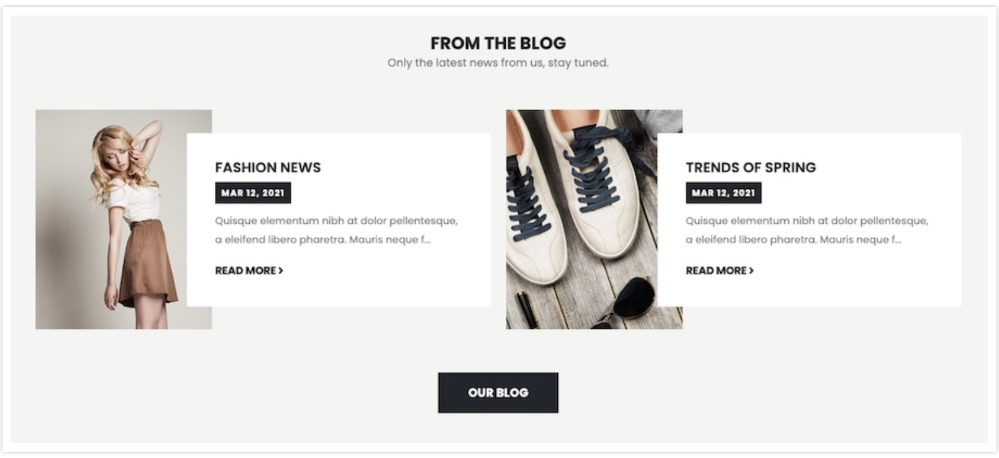 FROM THE BLOG
Only the latest news from us, stay tuned.
FASHION NEWS
MAR 12, 2021
Quisque elementum nibh at dolor pellentesque,
a eleifend libero pharetra. Mauris neque f...
READ MORE >
TRENDS OF SPRING
MAR 12, 2021
Quisque elementum nibh at dolor pellentesque,
a eleifend libero pharetra. Mauris neque f...
READ MORE >
OUR BLOG